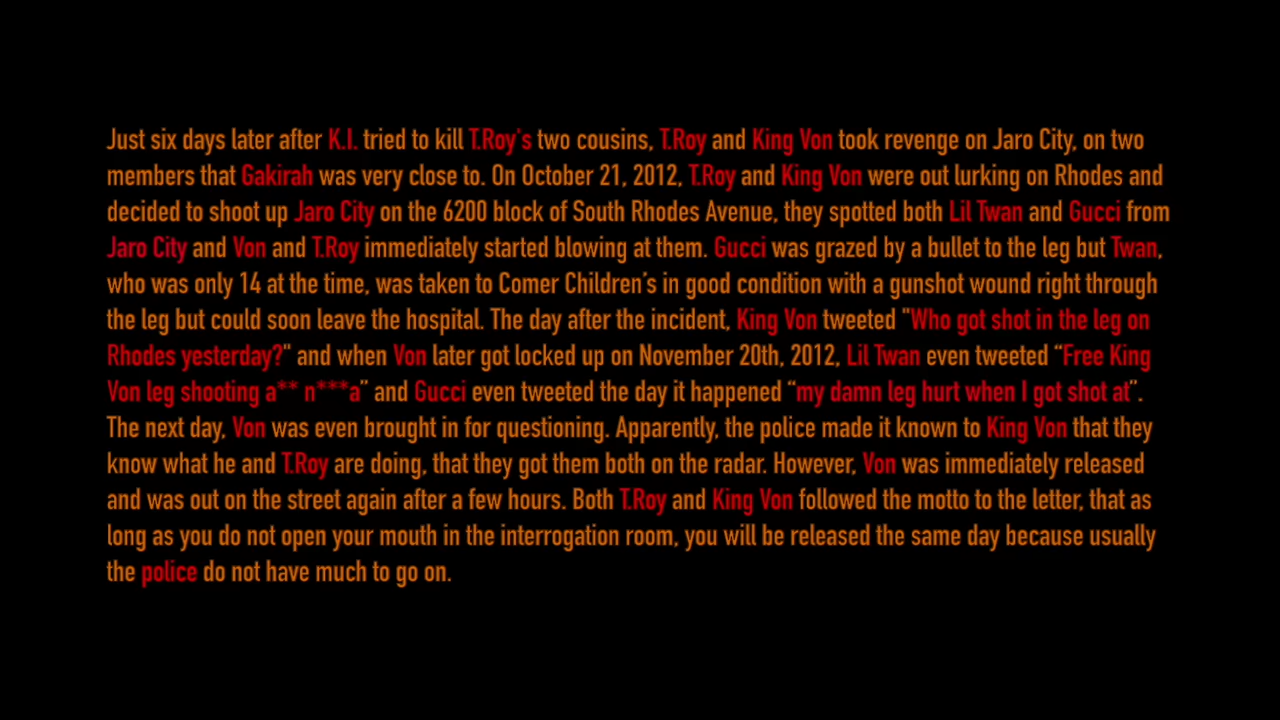 Just six days later after K.I. tried to kill T.Roy's two cousins, T.Roy and King Von took revenge on Jaro City, on two
members that Gakirah was very close to. On October 21, 2012, T.Roy and King Von were out lurking on Rhodes and
decided to shoot up Jaro City on the 6200 block of South Rhodes Avenue, they spotted both Lil Twan and Gucci from
Jaro City and Von and T.Roy immediately started blowing at them. Gucci was grazed by a bullet to the leg but Twan,
who was only 14 at the time, was taken to Comer Children’s in good condition with a gunshot wound right through
the leg but could soon leave the hospital. The day after the incident, King Von tweeted "Who got shot in the leg on
Rhodes yesterday?" and when Von later got locked up on November 20th, 2012, Lil Twan even tweeted “Free King
Von leg shooting a** n***a” and Gucci even tweeted the day it happened “my damn leg hurt when I got shot at”.
The next day, Von was even brought in for questioning. Apparently, the police made it known to King Von that they
know what he and T.Roy are doing, that they got them both on the radar. However, Von was immediately released
and was out on the street again after a few hours. Both T.Roy and King Von followed the motto to the letter, that as
long as you do not open your mouth in the interrogation room, you will be released the same day because usually
the police do not have much to go on.